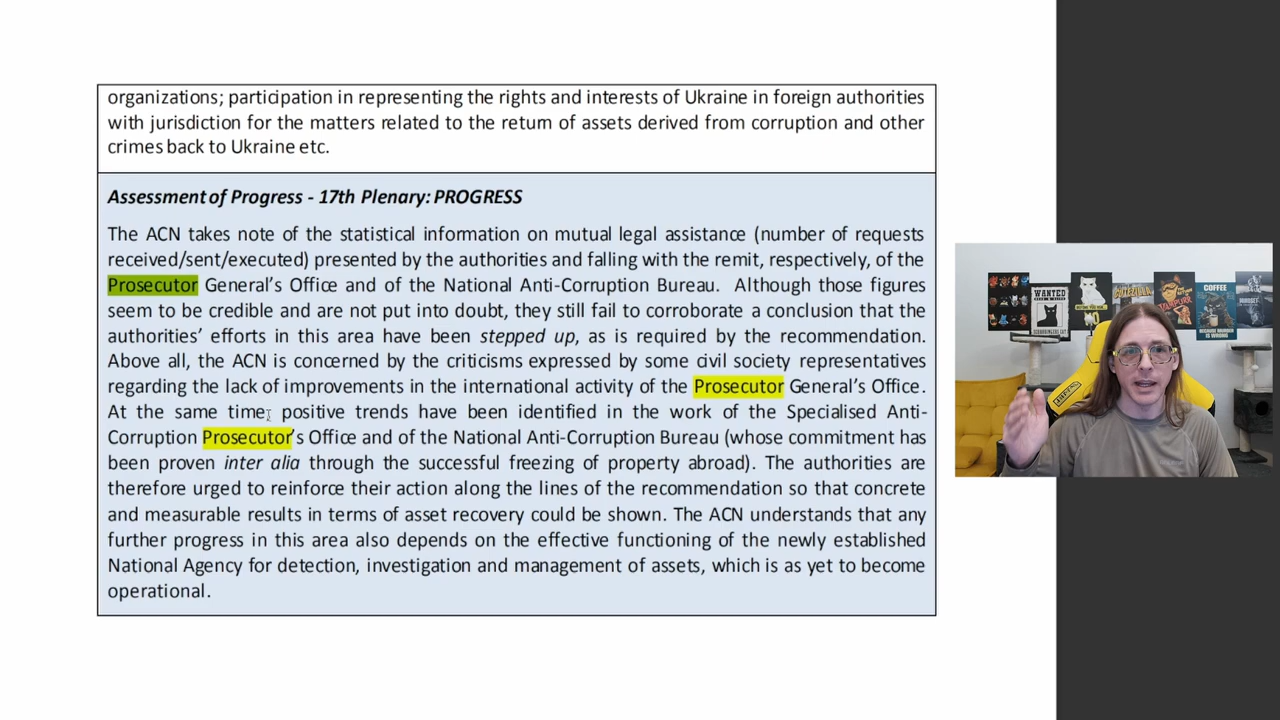 organizations; participation in representing the rights and interests of Ukraine in foreign authorities
with jurisdiction for the matters related to the return of assets derived from corruption and other
crimes back to Ukraine etc.
Assessment of Progress - 17th Plenary: PROGRESS
The ACN takes note of the statistical information on mutual legal assistance (number of requests
received/sent/executed) presented by the authorities and falling with the remit, respectively, of the
Prosecutor General's Office and of the National Anti-Corruption Bureau. Although those figures
seem to be credible and are not put into doubt, they still fail to corroborate a conclusion that the
authorities' efforts in this area have been stepped up, as is required by the recommendation.
Above all, the ACN is concerned by the criticisms expressed by some civil society representatives
regarding the lack of improvements in the international activity of the Prosecutor General's Office.
At the same time, positive trends have been identified in the work of the Specialised Anti-
Corruption Prosecutor's Office and of the National Anti-Corruption Bureau (whose commitment has
been proven inter alia through the successful freezing of property abroad). The authorities are
therefore urged to reinforce their action along the lines of the recommendation so that concrete
and measurable results in terms of asset recovery could be shown. The ACN understands that any
further progress in this area also depends on the effective functioning of the newly established
National Agency for detection, investigation and management of assets, which is as yet to become
operational.
WANTED
COFFEE